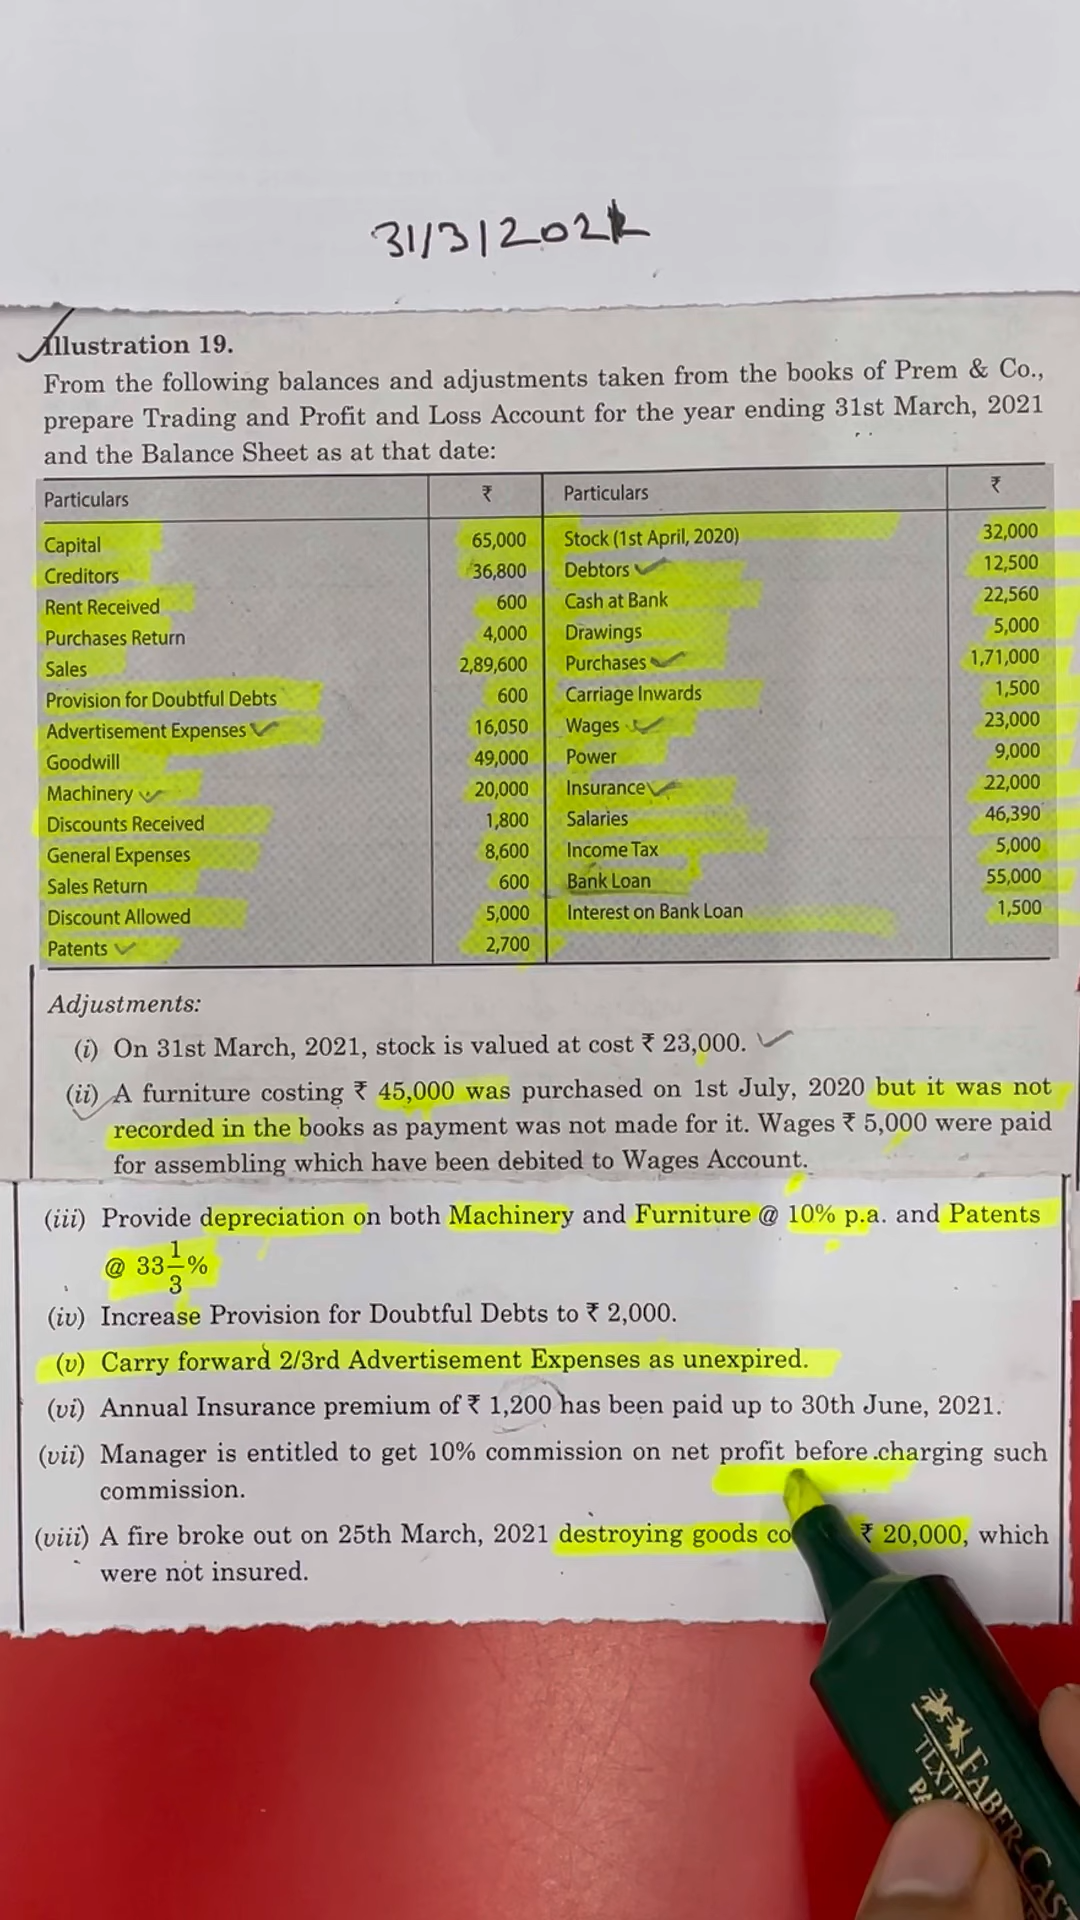 31/3/2021
Illustration 19.
From the following balances and adjustments taken from the books of Prem & Co.,
prepare Trading and Profit and Loss Account for the year ending 31st March, 2021
and the Balance Sheet as at that date:
Particulars ₹ Particulars ₹
Capital 65,000 Stock (1st April, 2020) 32,000
Creditors 36,800 Debtors 12,500
Rent Received 600 Cash at Bank 22,560
Purchases Return 4,000 Drawings 5,000
Sales 2,89,600 Purchases 1,71,000
Provision for Doubtful Debts 600 Carriage Inwards 1,500
Advertisement Expenses 16,050 Wages 23,000
Goodwill 49,000 Power 9,000
Machinery 20,000 Insurance 22,000
Discounts Received 1,800 Salaries 46,390
General Expenses 8,600 Income Tax 5,000
Sales Return 600 Bank Loan 55,000
Discount Allowed 5,000 Interest on Bank Loan 1,500
Patents 2,700
Adjustments:
(i) On 31st March, 2021, stock is valued at cost ₹ 23,000.
(ii) A furniture costing ₹ 45,000 was purchased on 1st July, 2020 but it was not
recorded in the books as payment was not made for it. Wages ₹ 5,000 were paid
for assembling which have been debited to Wages Account.
(iii) Provide depreciation on both Machinery and Furniture @ 10% p.a. and Patents
@ 33 1/3 %
(iv) Increase Provision for Doubtful Debts to ₹ 2,000.
(v) Carry forward 2/3rd Advertisement Expenses as unexpired.
(vi) Annual Insurance premium of ₹ 1,200 has been paid up to 30th June, 2021.
(vii) Manager is entitled to get 10% commission on net profit before charging such
commission.
(viii) A fire broke out on 25th March, 2021 destroying goods co ₹ 20,000, which
were not insured.
FABER-CAST